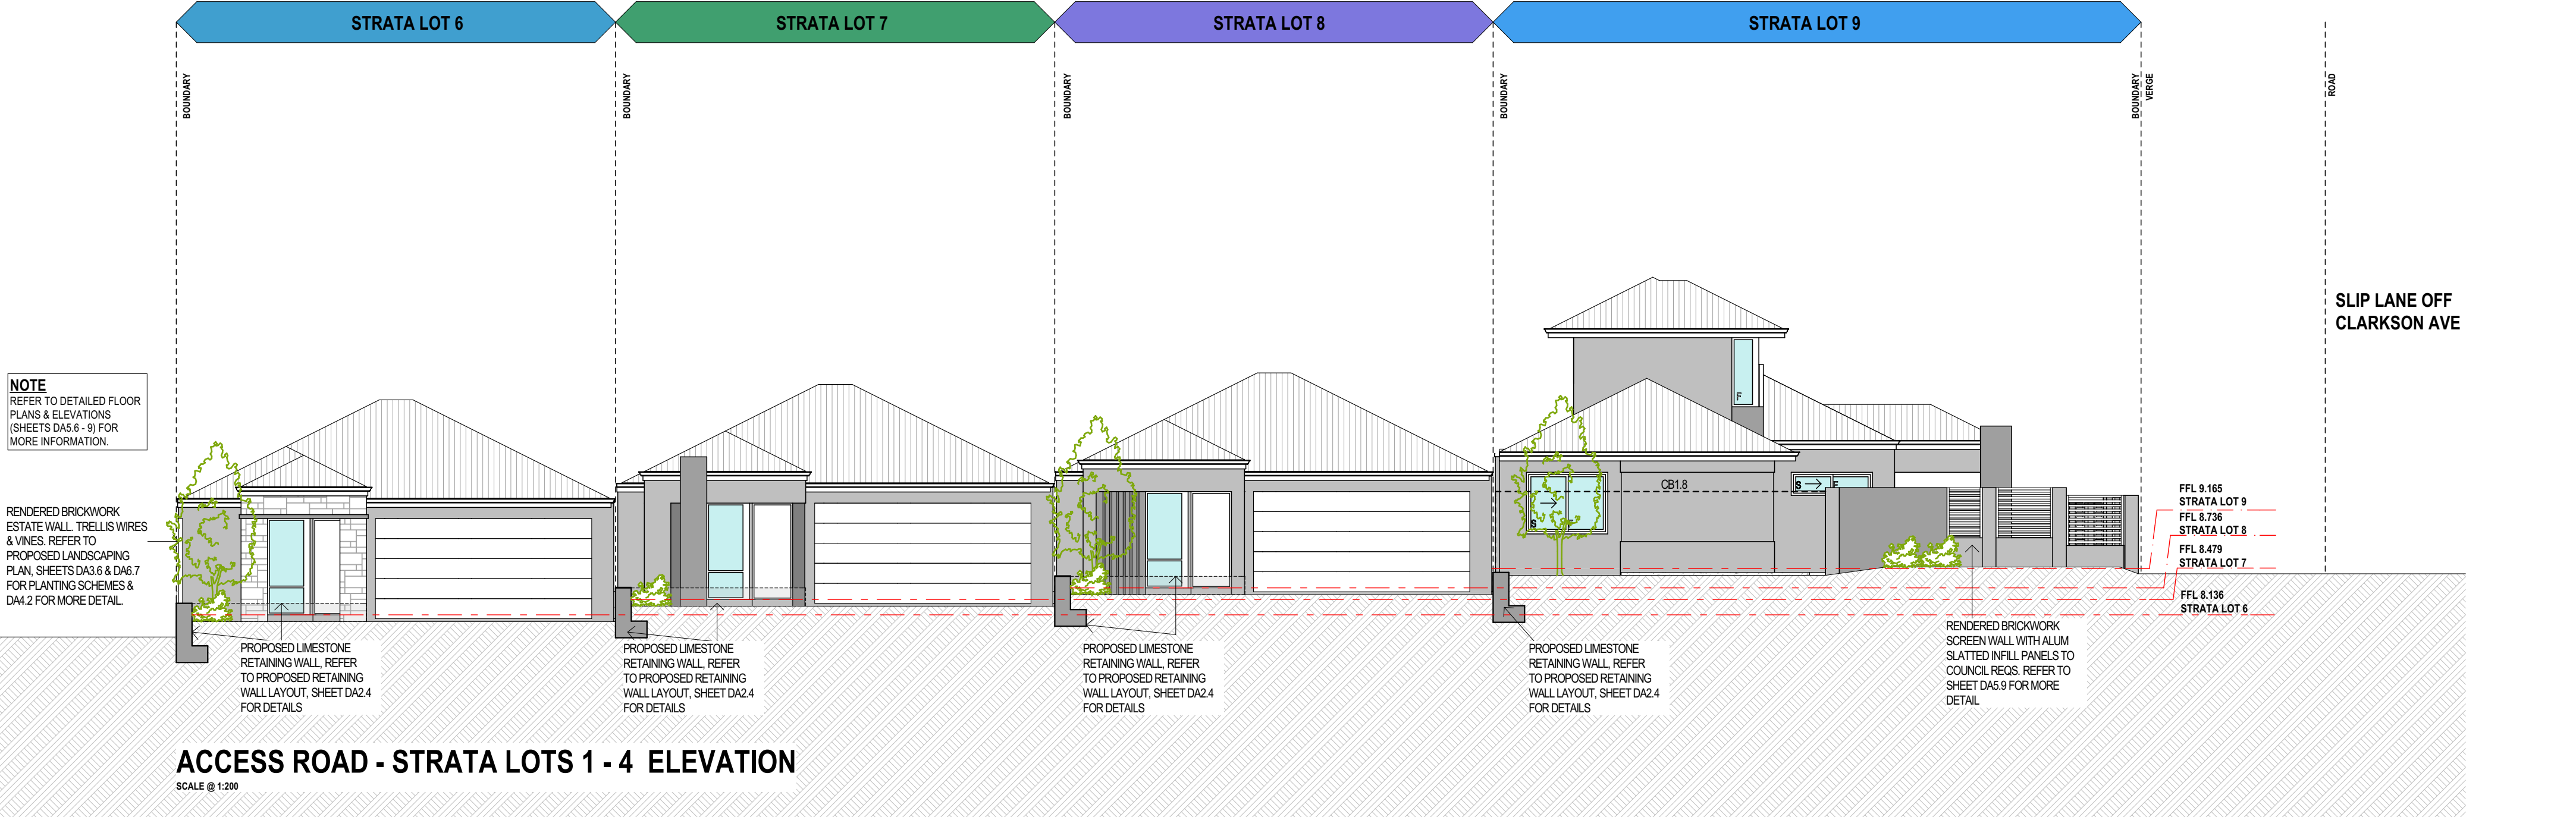 STRATA LOT 6
STRATA LOT 7
STRATA LOT 8
STRATA LOT 9
BOUNDARY
BOUNDARY
BOUNDARY
BOUNDARY
BOUNDARY
VERGE
ROAD
SLIP LANE OFF
CLARKSON AVE
NOTE
REFER TO DETAILED FLOOR
PLANS & ELEVATIONS
(SHEETS DA5.6 - 9) FOR
MORE INFORMATION.
RENDERED BRICKWORK
ESTATE WALL. TRELLIS WIRES
& VINES. REFER TO
PROPOSED LANDSCAPING
PLAN, SHEETS DA3.6 & DA6.7
FOR PLANTING SCHEMES &
DA4.2 FOR MORE DETAIL.
F
CB1.8
S
F
S
FFL 9.165
STRATA LOT 9
FFL 8.736
STRATA LOT 8
FFL 8.479
STRATA LOT 7
FFL 8.136
STRATA LOT 6
PROPOSED LIMESTONE
RETAINING WALL, REFER
TO PROPOSED RETAINING
WALL LAYOUT, SHEET DA2.4
FOR DETAILS
PROPOSED LIMESTONE
RETAINING WALL, REFER
TO PROPOSED RETAINING
WALL LAYOUT, SHEET DA2.4
FOR DETAILS
PROPOSED LIMESTONE
RETAINING WALL, REFER
TO PROPOSED RETAINING
WALL LAYOUT, SHEET DA2.4
FOR DETAILS
PROPOSED LIMESTONE
RETAINING WALL, REFER
TO PROPOSED RETAINING
WALL LAYOUT, SHEET DA2.4
FOR DETAILS
RENDERED BRICKWORK
SCREEN WALL WITH ALUM
SLATTED INFILL PANELS TO
COUNCIL REQS. REFER TO
SHEET DA5.9 FOR MORE
DETAIL
ACCESS ROAD - STRATA LOTS 1 - 4 ELEVATION
SCALE @ 1:200